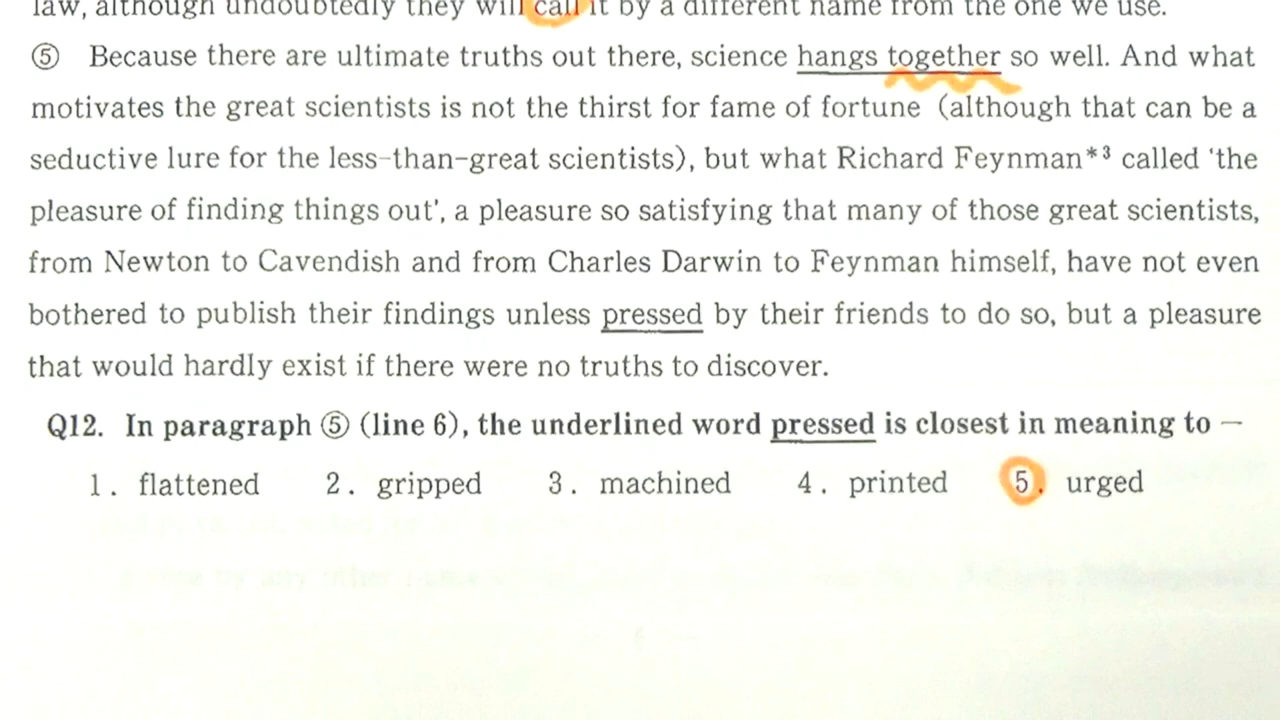 law, although undoubtedly they will call it by a different name from the one we use.
⑤ Because there are ultimate truths out there, science hangs together so well. And what
motivates the great scientists is not the thirst for fame of fortune (although that can be a
seductive lure for the less-than-great scientists), but what Richard Feynman*3 called ‘the
pleasure of finding things out’, a pleasure so satisfying that many of those great scientists,
from Newton to Cavendish and from Charles Darwin to Feynman himself, have not even
bothered to publish their findings unless pressed by their friends to do so, but a pleasure
that would hardly exist if there were no truths to discover.
Q12. In paragraph ⑤ (line 6), the underlined word pressed is closest in meaning to —
1. flattened 2. gripped 3. machined 4. printed 5. urged